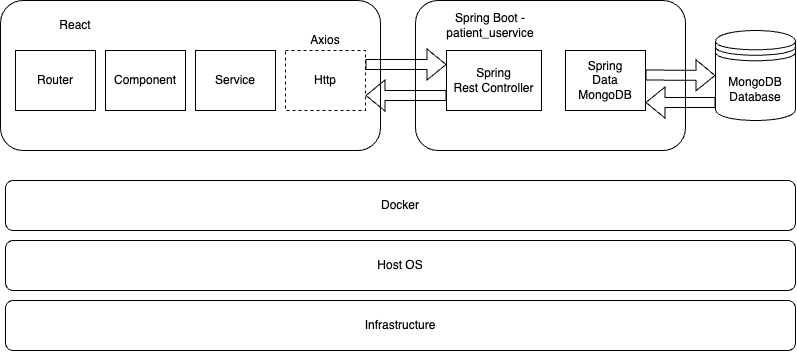 React
Router
Component
Service
Axios
Http
Spring Boot -
patient_uservice
Spring
Rest Controller
Spring
Data
MongoDB
MongoDB
Database
Docker
Host OS
Infrastructure